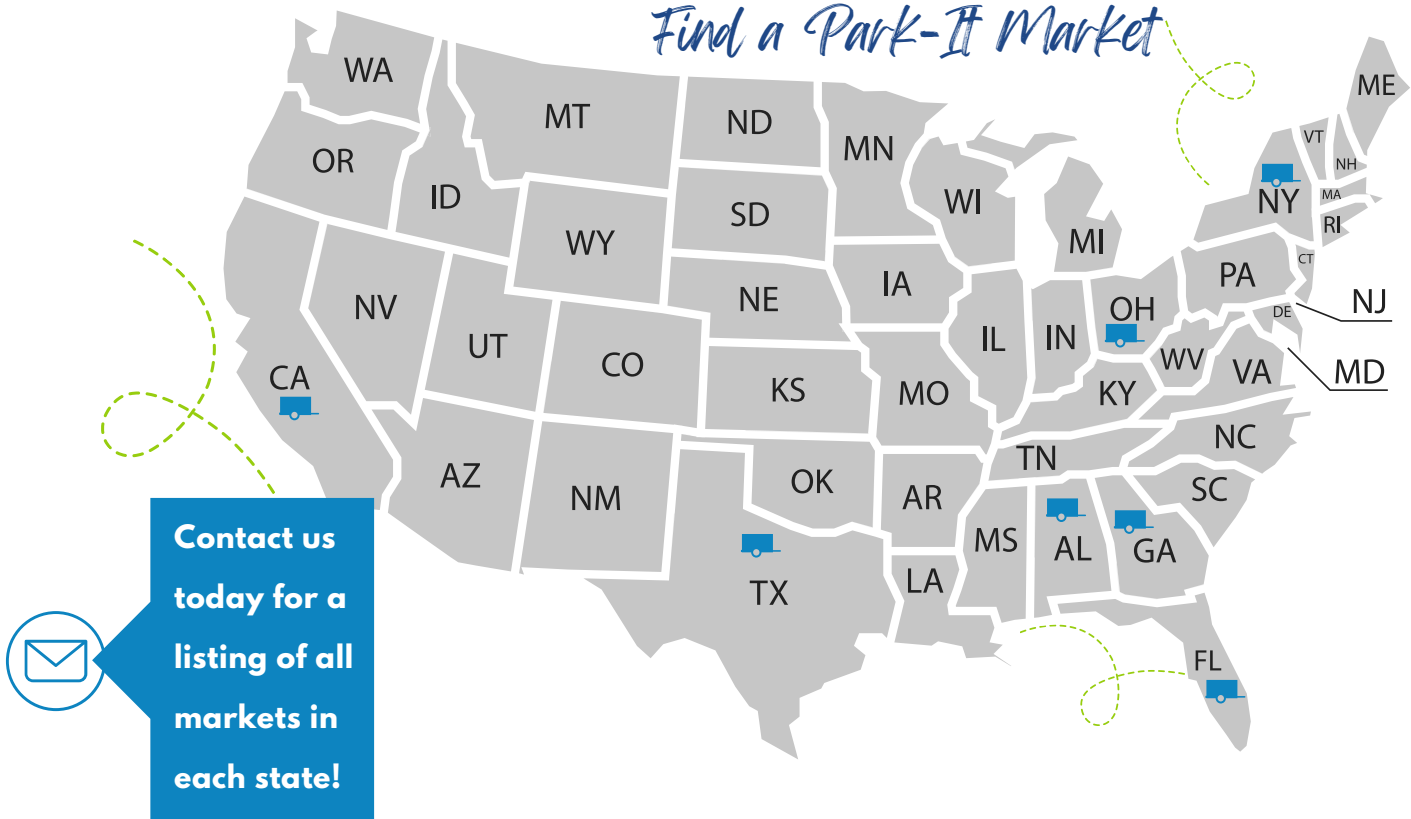 Find a Park-It Market
WA
MT
ND
MN
ME
VT
NH
OR
ID
SD
WI
MI
NY
MA
RI
WY
CT
PA
NV
NE
IA
OH
NJ
DE
UT
CO
IL
IN
WV
VA
MD
CA
KS
MO
KY
NC
TN
AZ
NM
OK
AR
SC
MS
AL
GA
TX
LA
FL
Contact us
today for a
listing of all
markets in
each state!